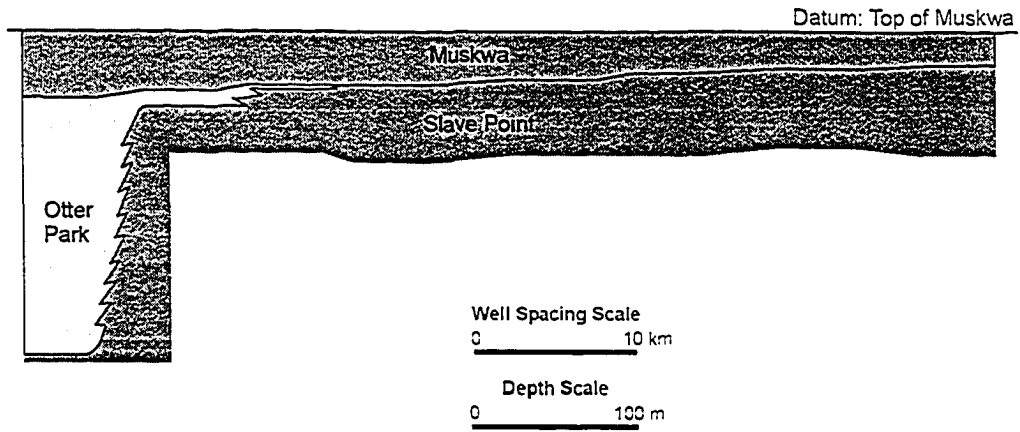 Datum: Top of Muskwa
Muskwa
Slave Point
Otter
Park
Well Spacing Scale
0 10 km
Depth Scale
0 100 m